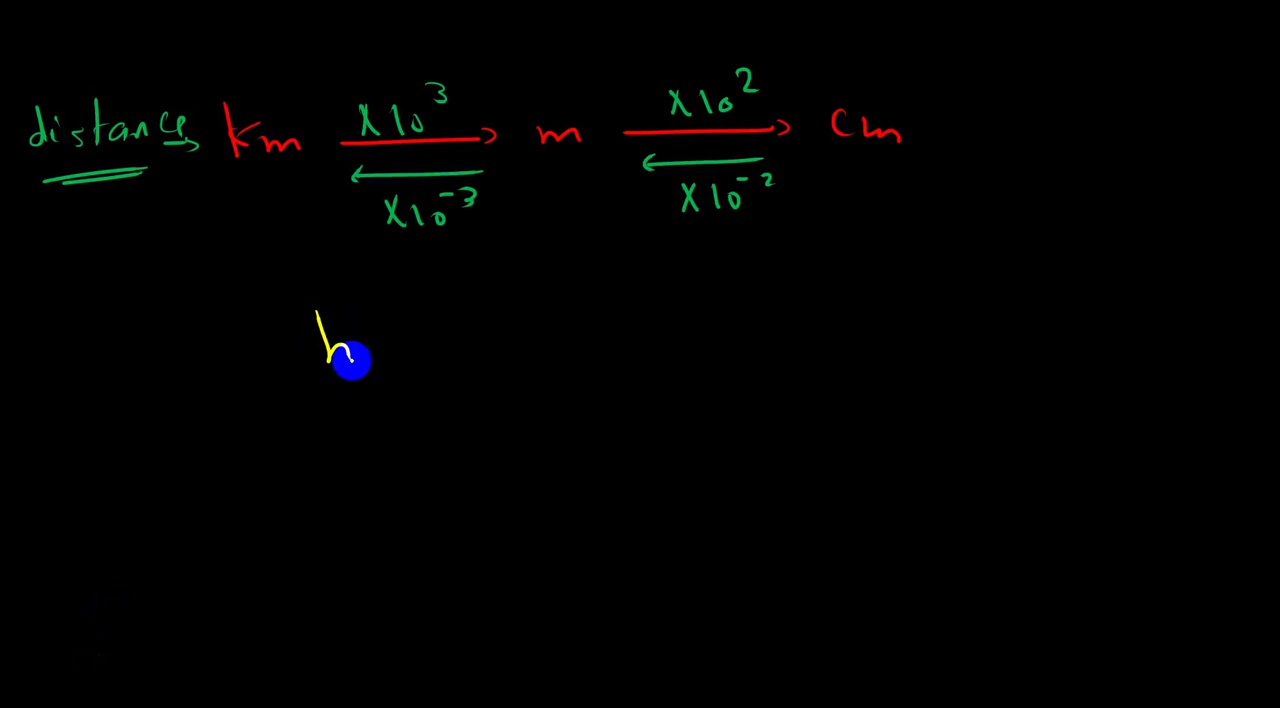 ×10³ ×10²
distance km → m → cm
← ←
×10⁻³ ×10⁻²
h